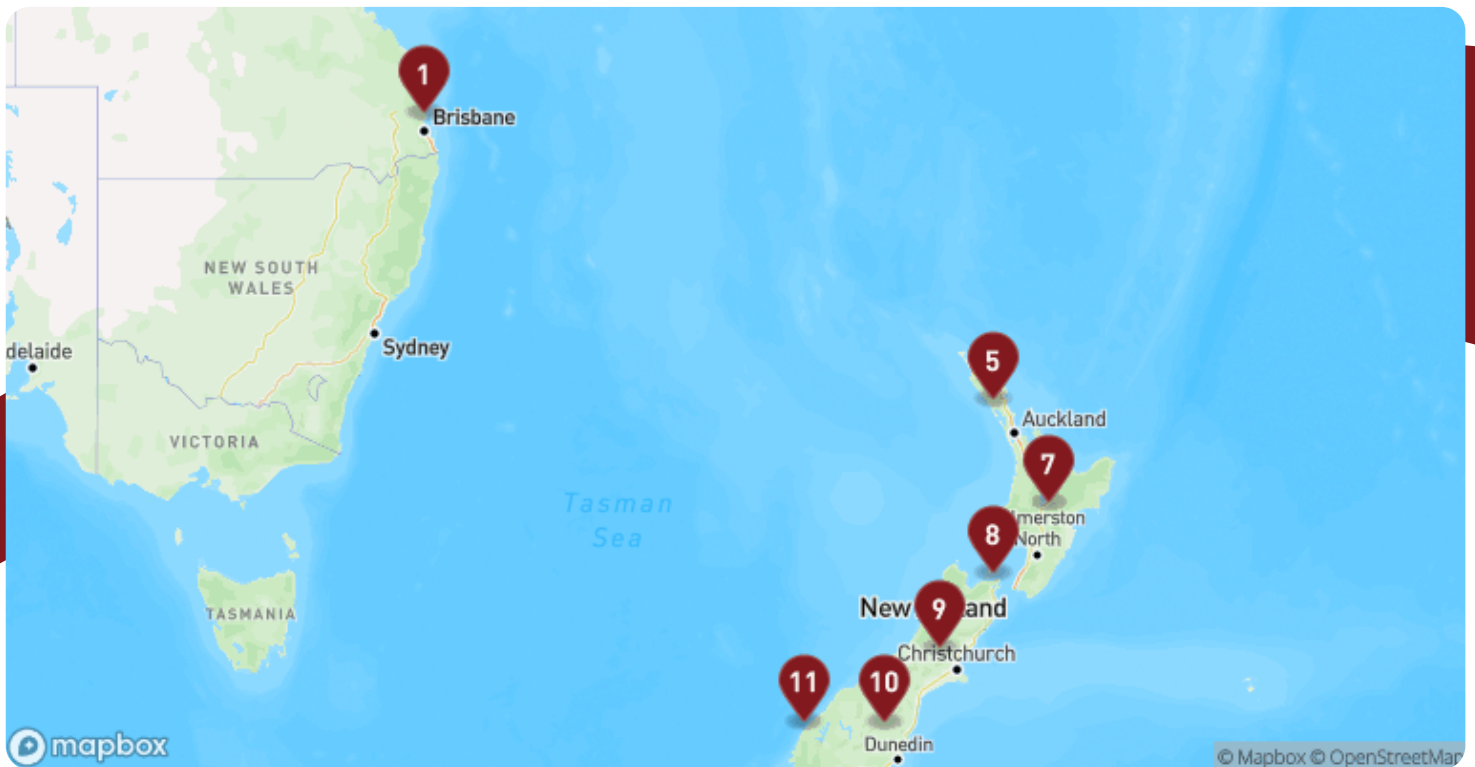 1
Brisbane
NEW SOUTH
WALES
delaide
Sydney
5
Auckland
VICTORIA
7
Tasman
Sea
lmerston
8
North
TASMANIA
New
9
land
Christchurch
11
10
Dunedin
mapbox
© Mapbox © OpenStreetMap